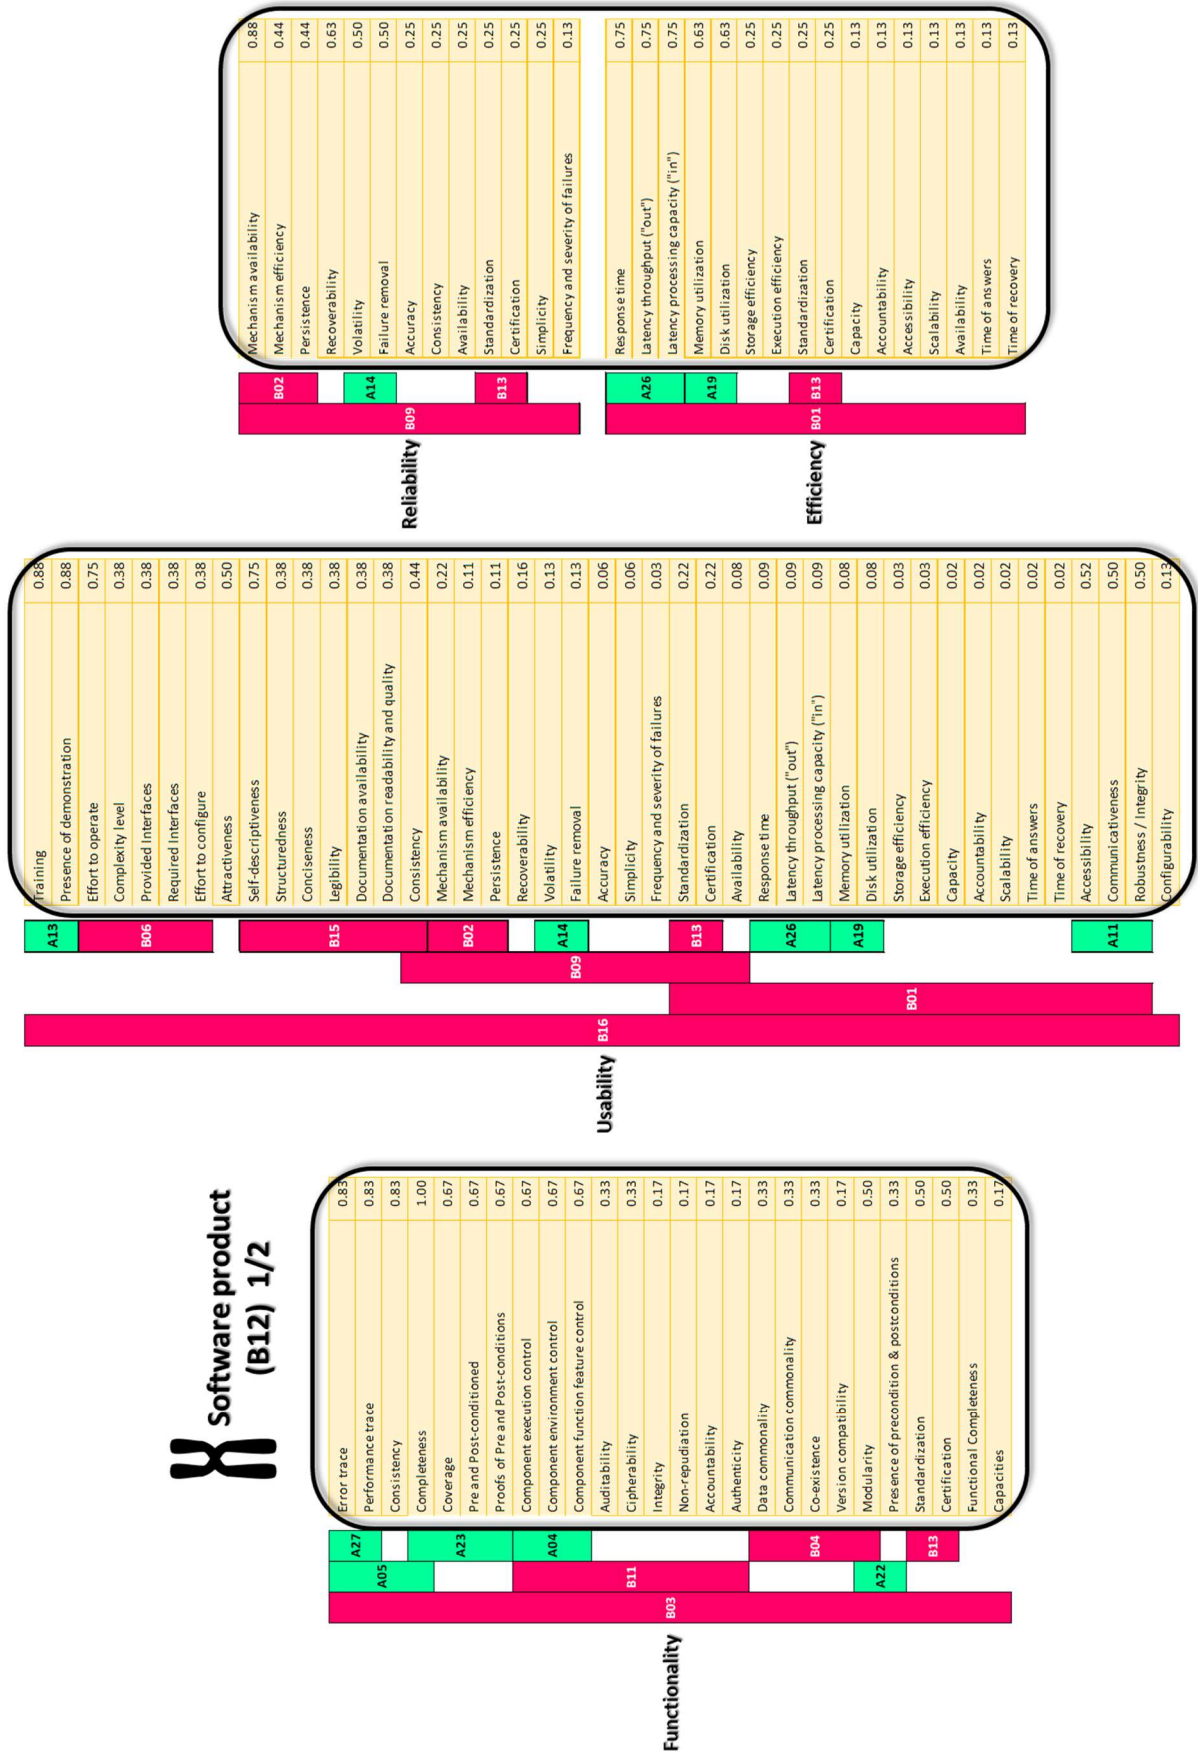 Software product
(B12) 1/2
Functionality
B03
A05
B11
A22
A27
A23
A04
B04
B13
Error trace 0.83
Performance trace 0.83
Consistency 0.83
Completeness 1.00
Coverage 0.67
Pre and Post-conditioned 0.67
Proofs of Pre and Post-conditions 0.67
Component execution control 0.67
Component environment control 0.67
Component function feature control 0.67
Auditability 0.33
Cipherability 0.33
Integrity 0.17
Non-repudiation 0.17
Accountability 0.17
Authenticity 0.17
Data commonality 0.33
Communication commonality 0.33
Co-existence 0.33
Version compatibility 0.17
Modularity 0.50
Presence of precondition & postconditions 0.33
Standardization 0.50
Certification 0.50
Functional Completeness 0.33
Capacities 0.17
Usability
B16
B01
B09
A13
B06
B15
B02
A14
B13
A26
A19
A11
Training 0.88
Presence of demonstration 0.88
Effort to operate 0.75
Complexity level 0.38
Provided Interfaces 0.38
Required Interfaces 0.38
Effort to configure 0.38
Attractiveness 0.50
Self-descriptiveness 0.75
Structuredness 0.38
Conciseness 0.38
Legibility 0.38
Documentation availability 0.38
Documentation readability and quality 0.38
Consistency 0.44
Mechanism availability 0.22
Mechanism efficiency 0.11
Persistence 0.11
Recoverability 0.16
Volatility 0.13
Failure removal 0.13
Accuracy 0.06
Simplicity 0.06
Frequency and severity of failures 0.03
Standardization 0.22
Certification 0.22
Availability 0.08
Response time 0.09
Latency throughput ("out") 0.09
Latency processing capacity ("in") 0.09
Memory utilization 0.08
Disk utilization 0.08
Storage efficiency 0.03
Execution efficiency 0.03
Capacity 0.02
Accountability 0.02
Scalability 0.02
Time of answers 0.02
Time of recovery 0.02
Accessibility 0.52
Communicativeness 0.50
Robustness / Integrity 0.50
Configurability 0.13
Reliability
B09
B02
A14
B13
Mechanism availability 0.88
Mechanism efficiency 0.44
Persistence 0.44
Recoverability 0.63
Volatility 0.50
Failure removal 0.50
Accuracy 0.25
Consistency 0.25
Availability 0.25
Standardization 0.25
Certification 0.25
Simplicity 0.25
Frequency and severity of failures 0.13
Efficiency
B01
A26
A19
B13
Response time 0.75
Latency throughput ("out") 0.75
Latency processing capacity ("in") 0.75
Memory utilization 0.63
Disk utilization 0.63
Storage efficiency 0.25
Execution efficiency 0.25
Standardization 0.25
Certification 0.25
Capacity 0.13
Accountability 0.13
Accessibility 0.13
Scalability 0.13
Availability 0.13
Time of answers 0.13
Time of recovery 0.13